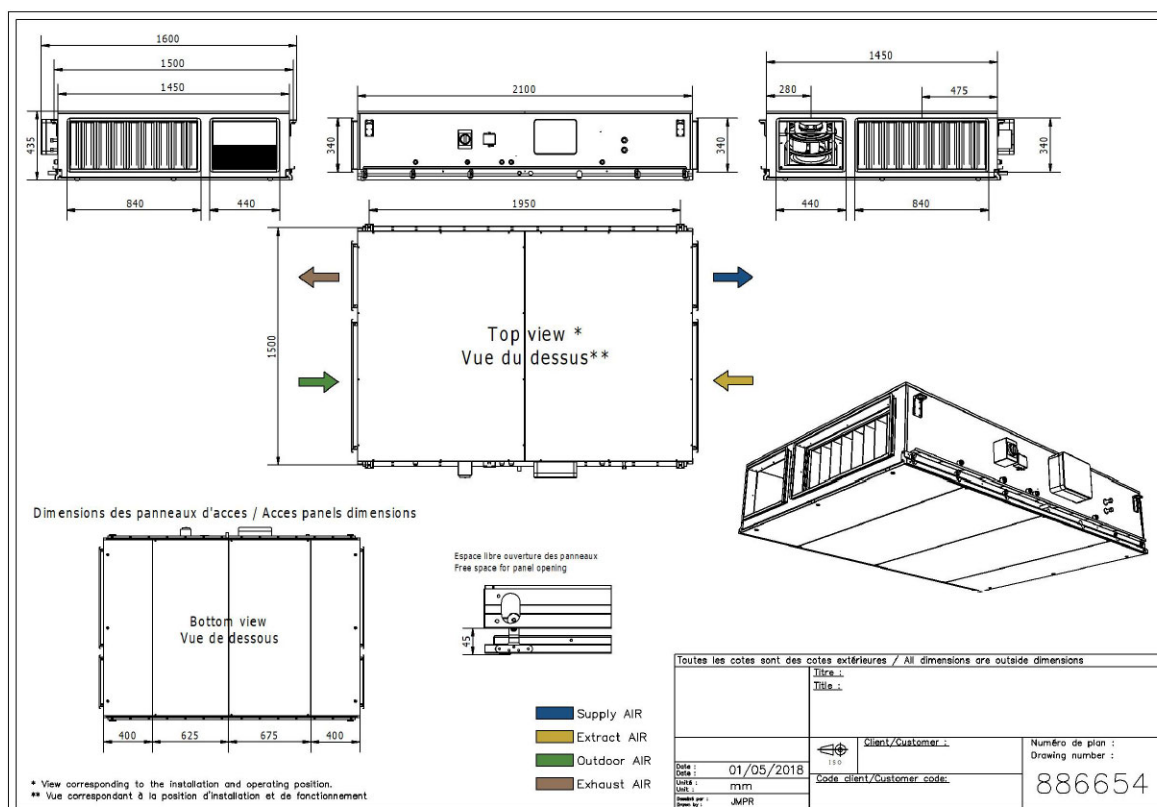 1600
1500
1450
435
840
440
2100
340
340
1450
280
475
340
440
840
1950
1500
Top view *
Vue du dessus**
Dimensions des panneaux d'acces / Acces panels dimensions
Bottom view
Vue de dessous
400
625
675
400
Espace libre ouverture des panneaux
Free space for panel opening
45
Supply AIR
Extract AIR
Outdoor AIR
Exhaust AIR
* View corresponding to the installation and operating position.
** Vue correspondant à la position d'installation et de fonctionnement
Toutes les cotes sont des cotes extérieures / All dimensions are outside dimensions
Titre :
Title :
Client/Customer :
Code client/Customer code:
ISO
Numéro de plan :
Drawing number :
886654
Date :
Date :
01/05/2018
Unité :
Unit :
mm
Drawn by :
JMPR